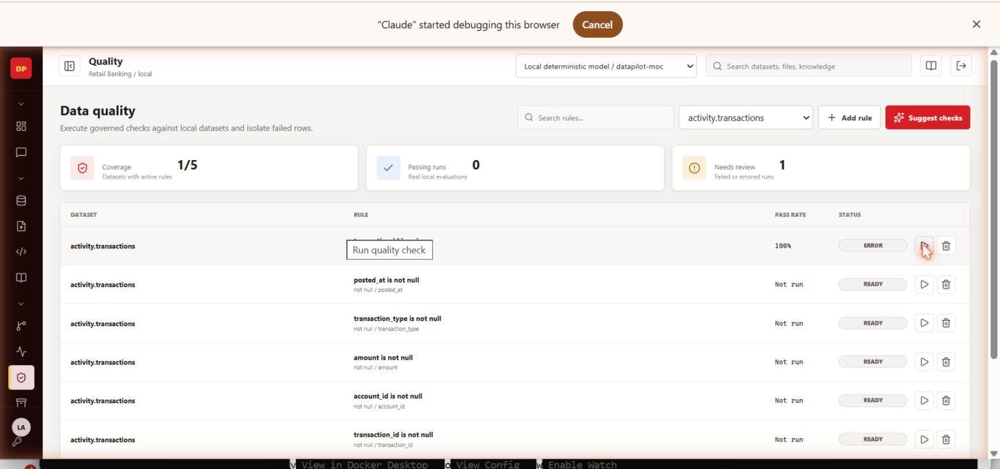 "Claude" started debugging this browser
Cancel
DP
Quality
Retail Banking / local
Local deterministic model / datapilot-moc
Search datasets, files, knowledge
Data quality
Execute governed checks against local datasets and isolate failed rows.
Search rules...
activity.transactions
Add rule
Suggest checks
Coverage
1/5
Datasets with active rules
Passing runs
0
Real local evaluations
Needs review
1
Failed or errored runs
DATASET RULE PASS RATE STATUS
activity.transactions
Run quality check
100%
ERROR
activity.transactions
posted_at is not null
not null / posted_at
Not run
READY
activity.transactions
transaction_type is not null
not null / transaction_type
Not run
READY
activity.transactions
amount is not null
not null / amount
Not run
READY
activity.transactions
account_id is not null
not null / account_id
Not run
READY
activity.transactions
transaction_id is not null
not null / transaction_id
Not run
READY
LA
v View in Docker Desktop o View Config w Enable Watch